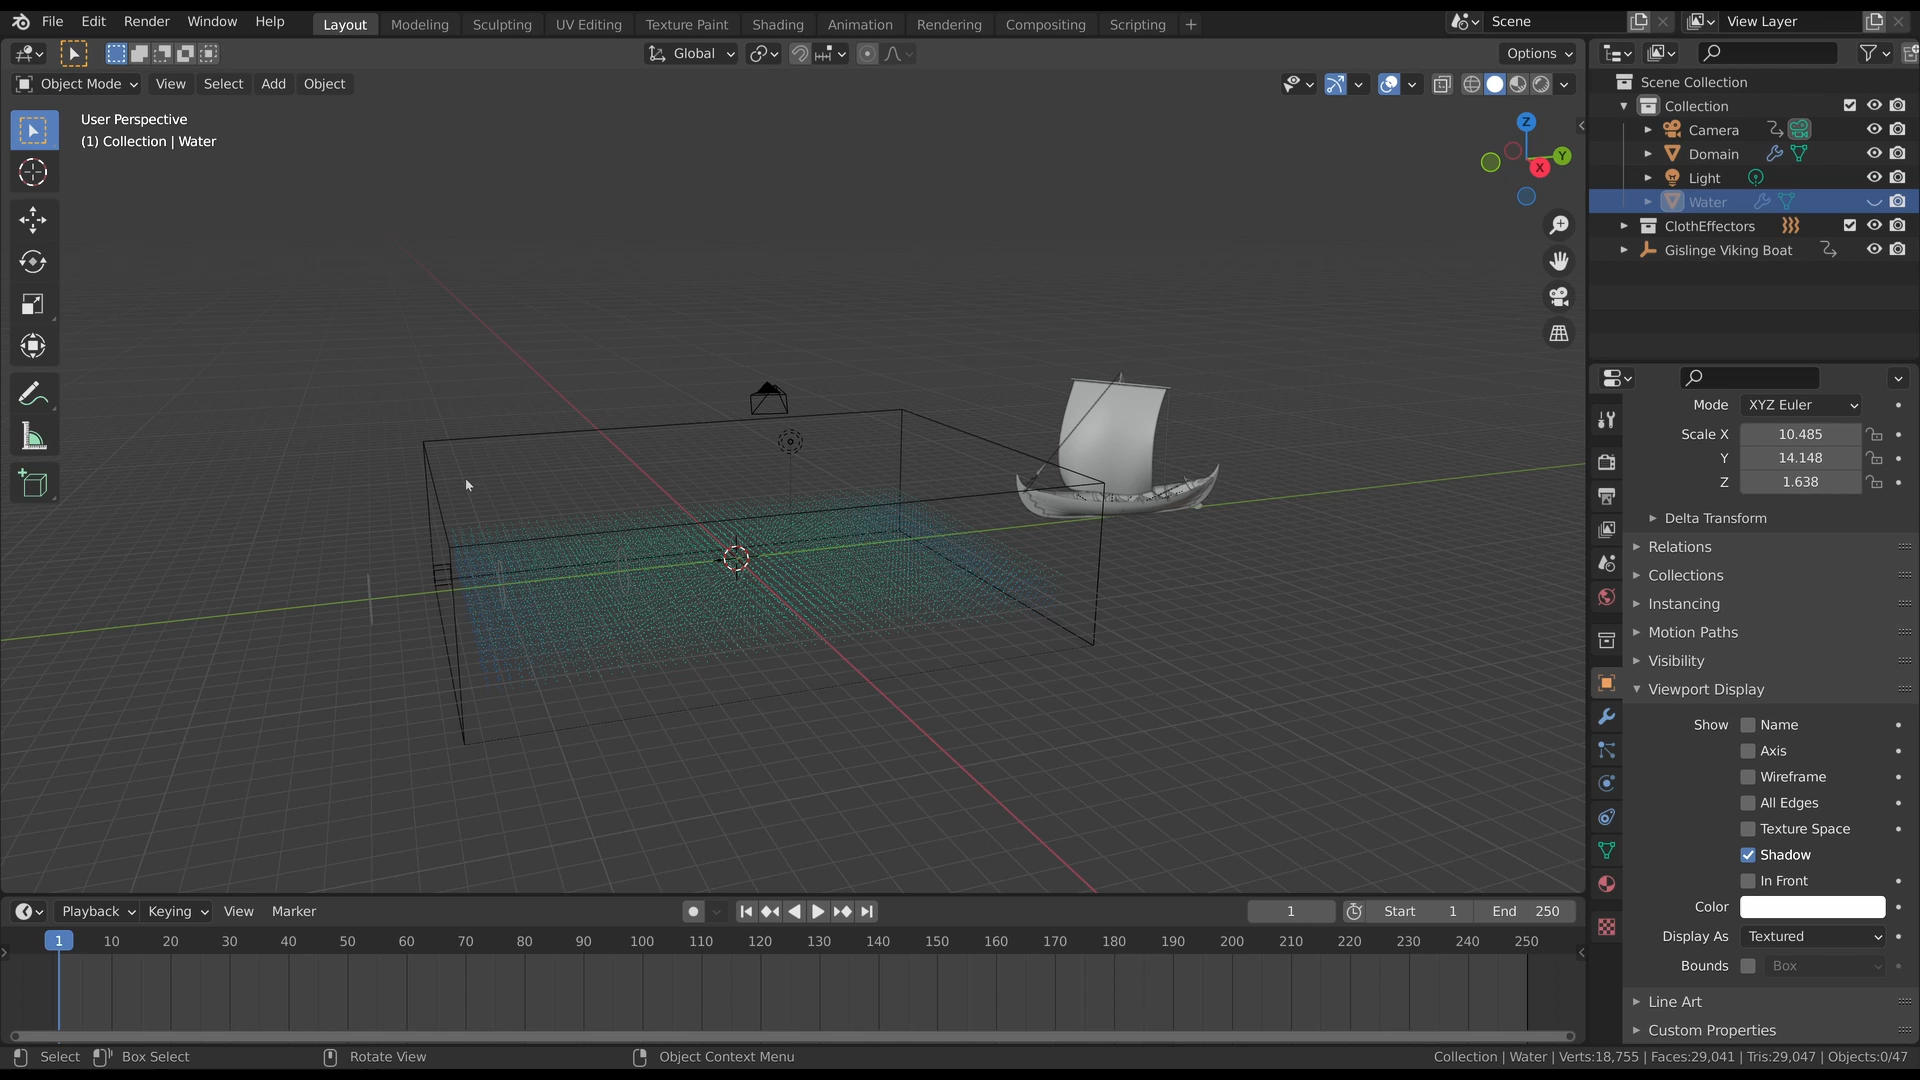 File Edit Render Window Help Layout Modeling Sculpting UV Editing Texture Paint Shading Animation Rendering Compositing Scripting + Scene View Layer
Global Options
Object Mode View Select Add Object
User Perspective
(1) Collection | Water
Z
Y
X
Scene Collection
Collection
Camera
Domain
Light
Water
ClothEffectors
Gislinge Viking Boat
Mode XYZ Euler
Scale X 10.485
Y 14.148
Z 1.638
Delta Transform
Relations
Collections
Instancing
Motion Paths
Visibility
Viewport Display
Show Name
Axis
Wireframe
All Edges
Texture Space
Shadow
In Front
Color
Display As Textured
Bounds Box
Line Art
Custom Properties
Playback Keying View Marker 1 Start 1 End 250
1 10 20 30 40 50 60 70 80 90 100 110 120 130 140 150 160 170 180 190 200 210 220 230 240 250
Select Box Select Rotate View Object Context Menu Collection | Water | Verts:18,755 | Faces:29,041 | Tris:29,047 | Objects:0/47